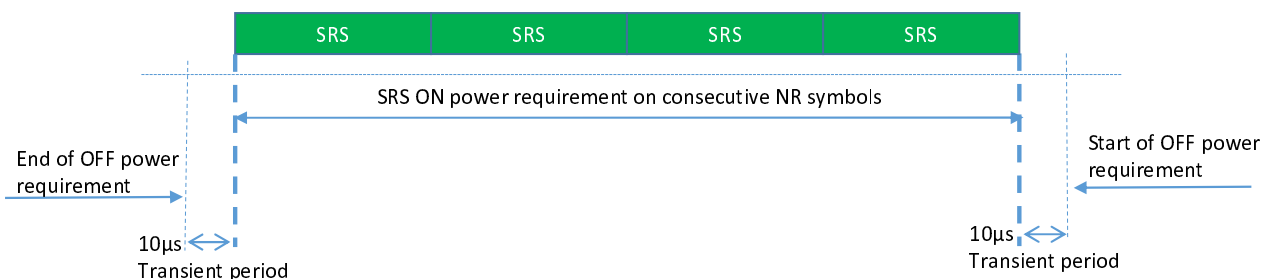 SRS SRS SRS SRS
SRS ON power requirement on consecutive NR symbols
End of OFF power
requirement
Start of OFF power
requirement
10µs
Transient period
10µs
Transient period